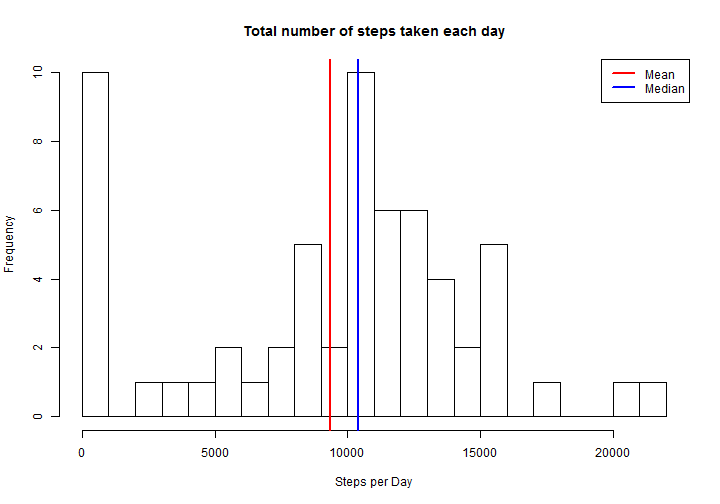 Total number of steps taken each day
Mean
Median
Frequency
10
8
6
4
2
0
0 5000 10000 15000 20000
Steps per Day